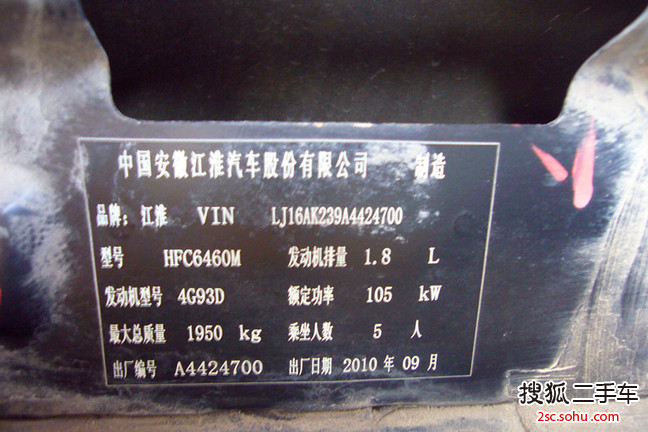 中国安徽江淮汽车股份有限公司 制造
品牌：江淮 VIN LJ16AK239A4424700
型号 HFC6460M 发动机排量 1.8 L
发动机型号 4G93D 额定功率 105 kW
最大总质量 1950 kg 乘坐人数 5 人
出厂编号 A4424700 出厂日期 2010 年 09 月
搜狐二手车
2sc.sohu.com